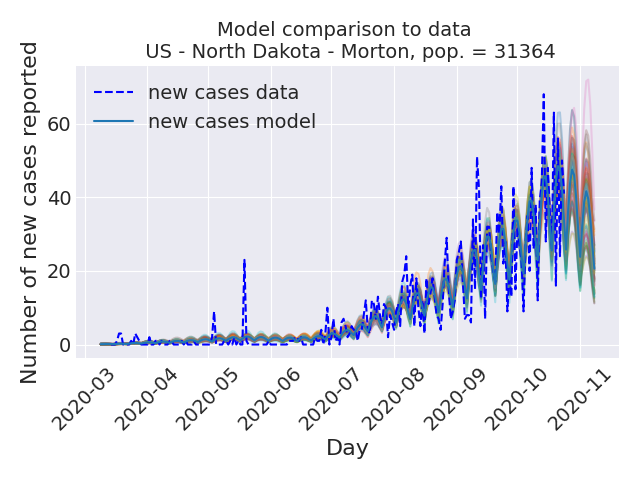 Model comparison to data
US - North Dakota - Morton, pop. = 31364
Number of new cases reported
new cases data
new cases model
60
40
20
0
2020-03
2020-04
2020-05
2020-06
2020-07
2020-08
2020-09
2020-10
2020-11
Day